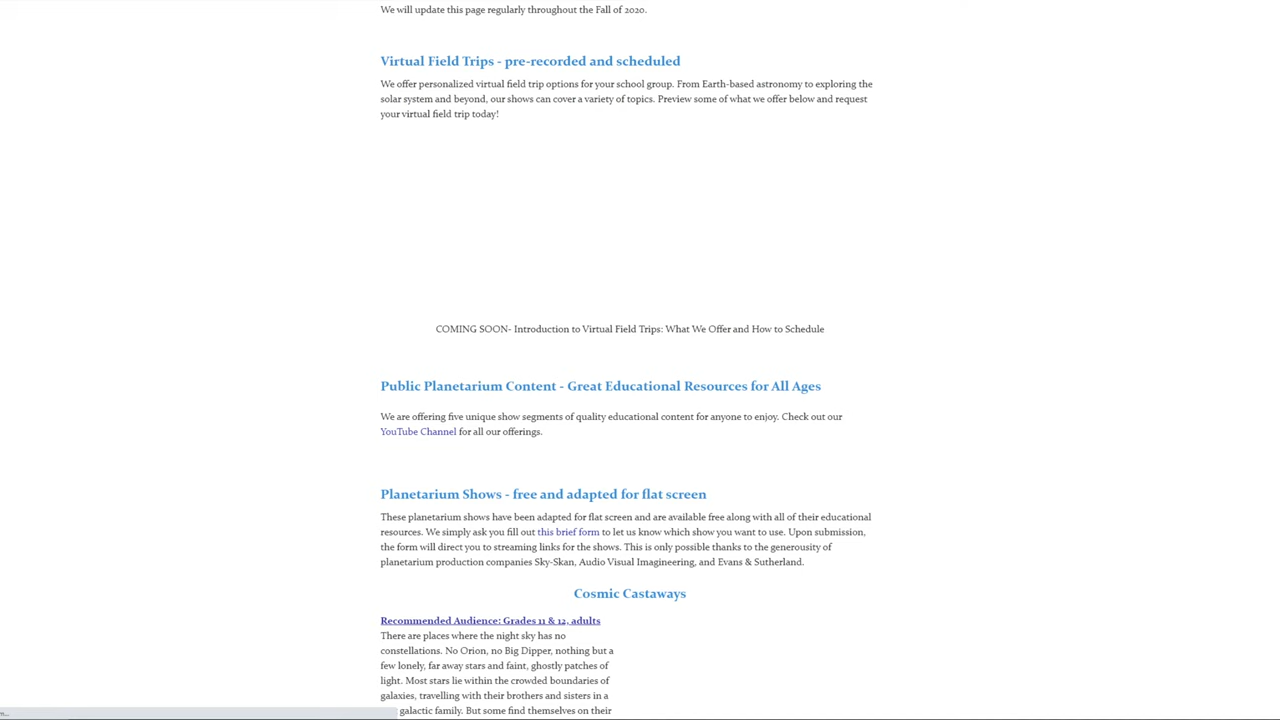 We will update this page regularly throughout the Fall of 2020.
Virtual Field Trips - pre-recorded and scheduled
We offer personalized virtual field trip options for your school group. From Earth-based astronomy to exploring the
solar system and beyond, our shows can cover a variety of topics. Preview some of what we offer below and request
your virtual field trip today!
COMING SOON- Introduction to Virtual Field Trips: What We Offer and How to Schedule
Public Planetarium Content - Great Educational Resources for All Ages
We are offering five unique show segments of quality educational content for anyone to enjoy. Check out our
YouTube Channel for all our offerings.
Planetarium Shows - free and adapted for flat screen
These planetarium shows have been adapted for flat screen and are available free along with all of their educational
resources. We simply ask you fill out this brief form to let us know which show you want to use. Upon submission,
the form will direct you to streaming links for the shows. This is only possible thanks to the generousity of
planetarium production companies Sky-Skan, Audio Visual Imagineering, and Evans & Sutherland.
Cosmic Castaways
Recommended Audience: Grades 11 & 12, adults
There are places where the night sky has no
constellations. No Orion, no Big Dipper, nothing but a
few lonely, far away stars and faint, ghostly patches of
light. Most stars lie within the crowded boundaries of
galaxies, travelling with their brothers and sisters in a
galactic family. But some find themselves on their